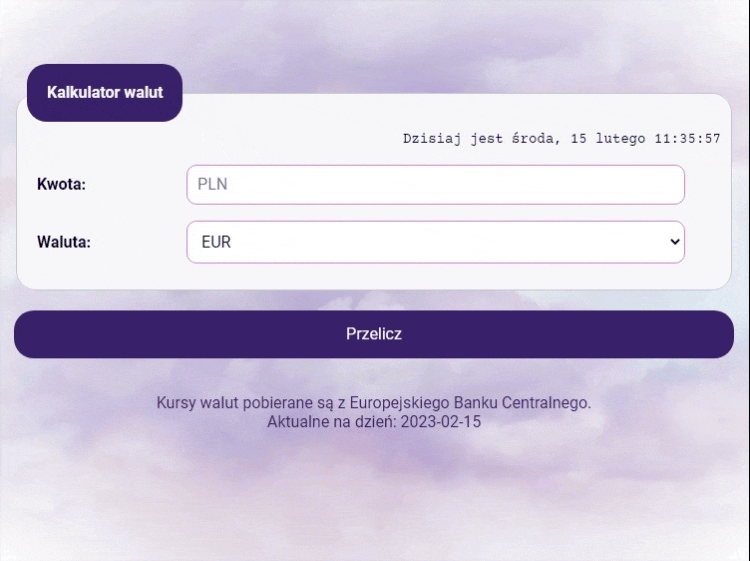 Kalkulator walut
Dzisiaj jest środa, 15 lutego 11:35:57
Kwota:
PLN
Waluta:
EUR
Przelicz
Kursy walut pobierane są z Europejskiego Banku Centralnego.
Aktualne na dzień: 2023-02-15